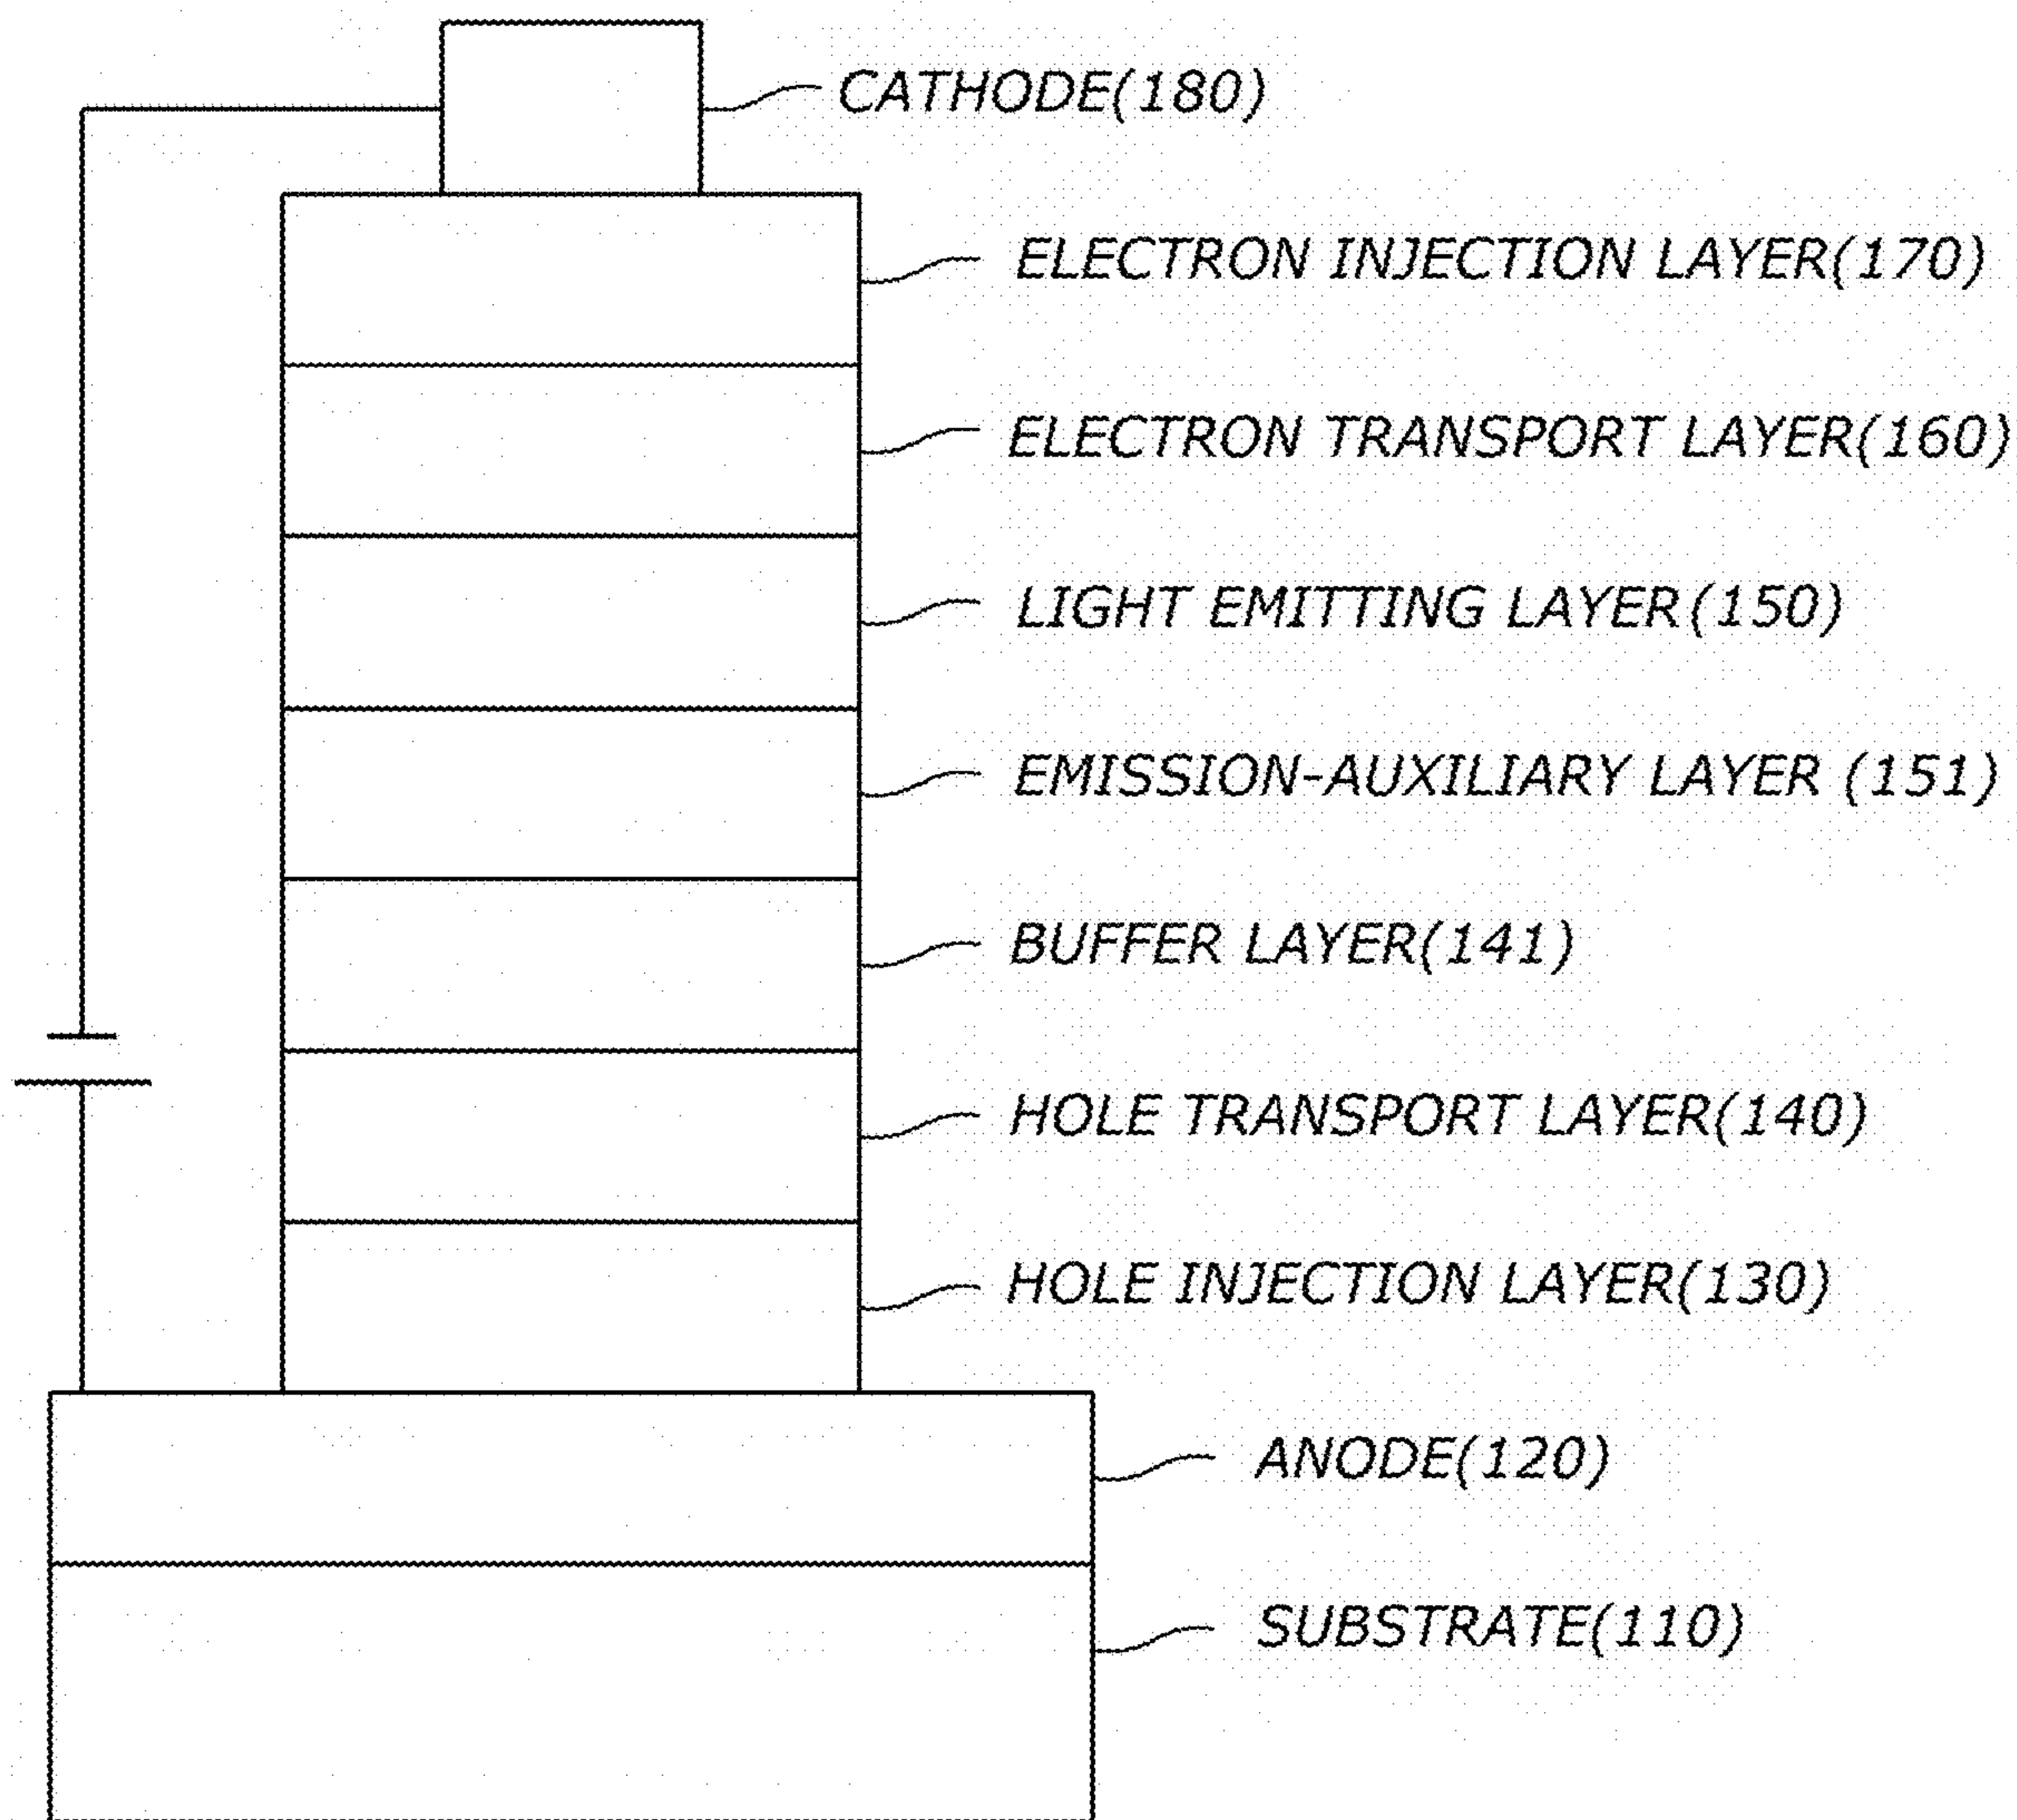 CATHODE(180)
ELECTRON INJECTION LAYER(170)
ELECTRON TRANSPORT LAYER(160)
LIGHT EMITTING LAYER(150)
EMISSION-AUXILIARY LAYER (151)
BUFFER LAYER(141)
HOLE TRANSPORT LAYER(140)
HOLE INJECTION LAYER(130)
ANODE(120)
SUBSTRATE(110)